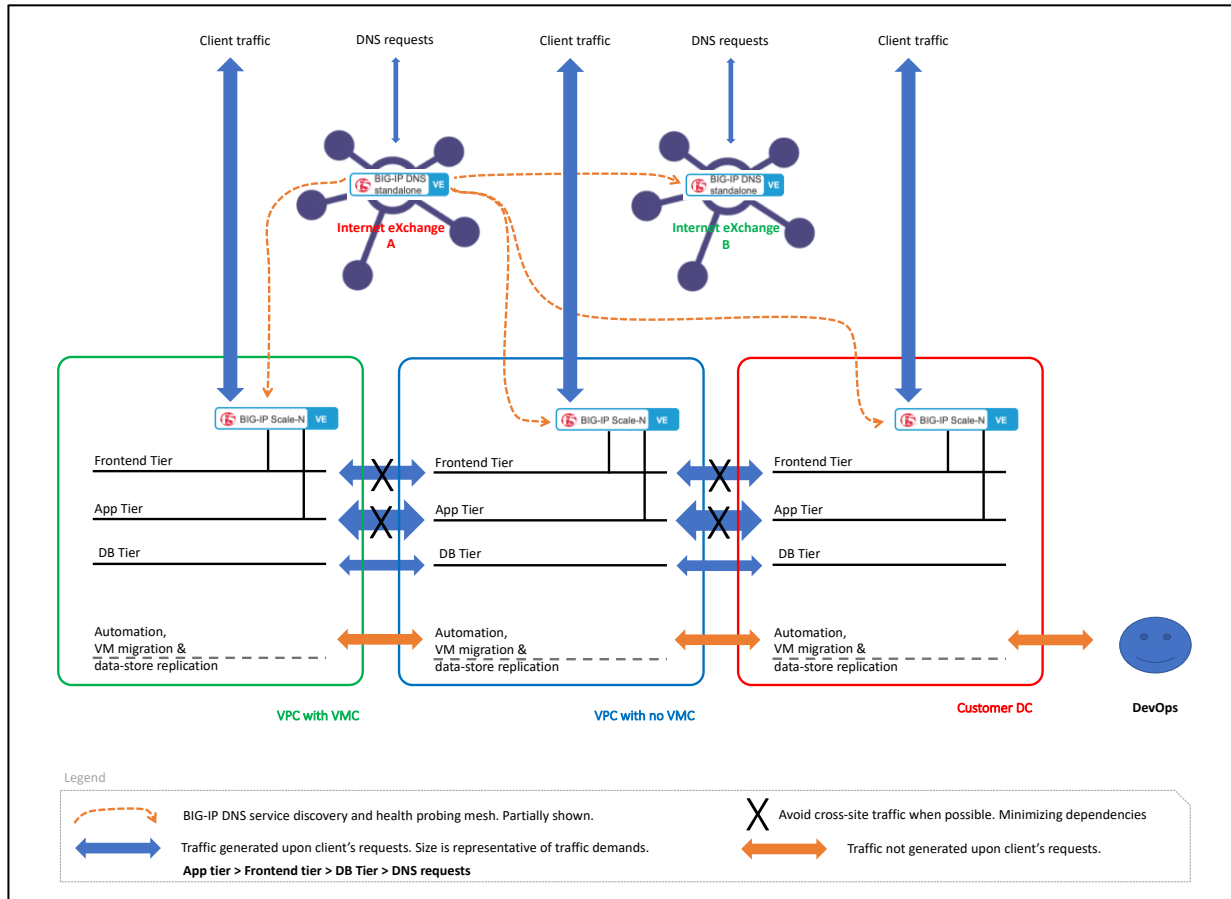 Client traffic
DNS requests
Client traffic
DNS requests
Client traffic
f5 BIG-IP DNS
standalone
VE
Internet eXchange
A
f5 BIG-IP DNS
standalone
VE
Internet eXchange
B
f5 BIG-IP Scale-N VE
f5 BIG-IP Scale-N VE
f5 BIG-IP Scale-N VE
Frontend Tier
X
Frontend Tier
X
Frontend Tier
App Tier
X
App Tier
X
App Tier
DB Tier
DB Tier
DB Tier
Automation,
VM migration &
data-store replication
Automation,
VM migration &
data-store replication
Automation,
VM migration &
data-store replication
VPC with VMC
VPC with no VMC
Customer DC
DevOps
Legend
BIG-IP DNS service discovery and health probing mesh. Partially shown.
X Avoid cross-site traffic when possible. Minimizing dependencies
Traffic generated upon client's requests. Size is representative of traffic demands.
Traffic not generated upon client's requests.
App tier > Frontend tier > DB Tier > DNS requests